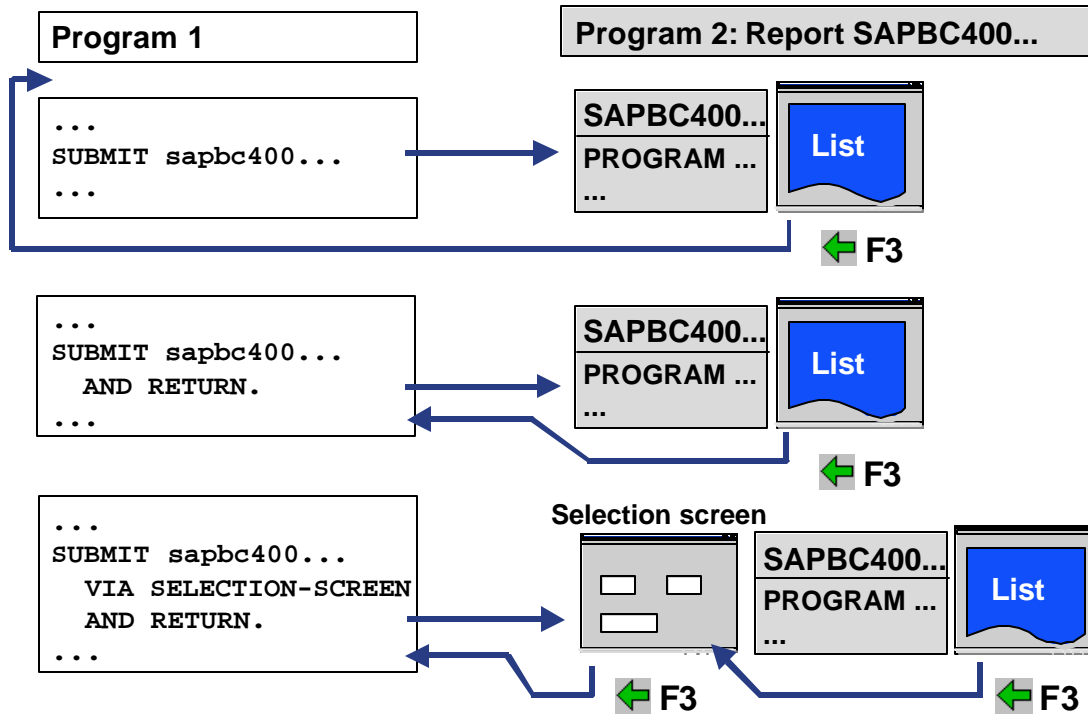 Program 1
Program 2: Report SAPBC400...
...
SUBMIT sapbc400...
...
SAPBC400...
PROGRAM ...
...
List
F3
...
SUBMIT sapbc400...
AND RETURN.
...
SAPBC400...
PROGRAM ...
...
List
F3
...
SUBMIT sapbc400...
VIA SELECTION-SCREEN
AND RETURN.
...
Selection screen
SAPBC400...
PROGRAM ...
...
List
F3
F3